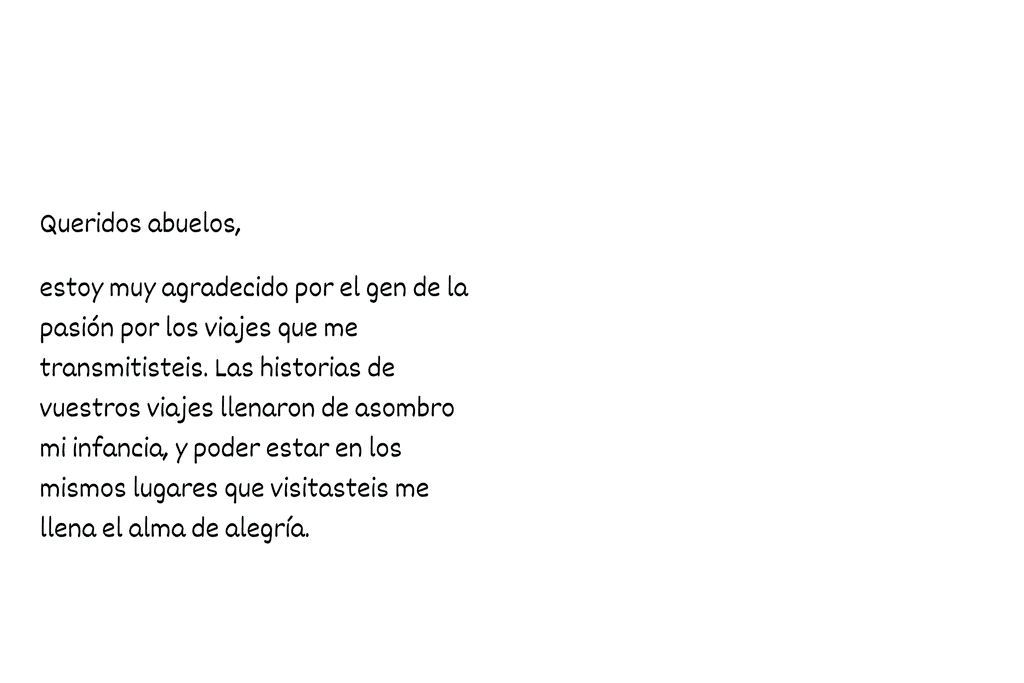 Queridos abuelos,
estoy muy agradecido por el gen de la
pasión por los viajes que me
transmitisteis. Las historias de
vuestros viajes llenaron de asombro
mi infancia, y poder estar en los
mismos lugares que visitasteis me
llena el alma de alegría.